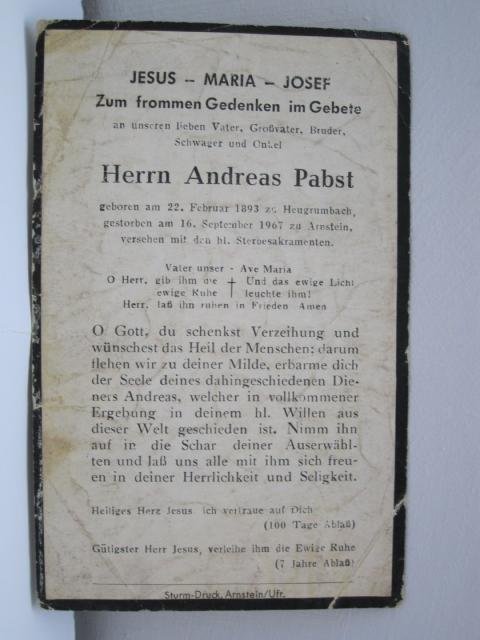 JESUS – MARIA – JOSEF
Zum frommen Gedenken im Gebete
an unseren lieben Vater, Großvater, Bruder,
Schwager und Onkel
Herrn Andreas Pabst
geboren am 22. Februar 1893 zu Heugrumbach,
gestorben am 16. September 1967 zu Arnstein,
versehen mit den hl. Sterbesakramenten.
Vater unser - Ave Maria
O Herr, gib ihm die † Und das ewige Licht
ewige Ruhe leuchte ihm!
Herr, laß ihn ruhen in Frieden Amen
O Gott, du schenkst Verzeihung und
wünschest das Heil der Menschen; darum
flehen wir zu deiner Milde, erbarme dich
der Seele deines dahingeschiedenen Die-
ners Andreas, welcher in vollkommener
Ergebung in deinem hl. Willen aus
dieser Welt geschieden ist. Nimm ihn
auf in die Schar deiner Auserwähl-
ten und laß uns alle mit ihm sich freu-
en in deiner Herrlichkeit und Seligkeit.
Heiliges Herz Jesus, ich vertraue auf Dich
(100 Tage Ablaß)
Gütigster Herr Jesus, verleihe ihm die Ewige Ruhe
(7 Jahre Ablaß)
Sturm-Druck, Arnstein/Ufr.